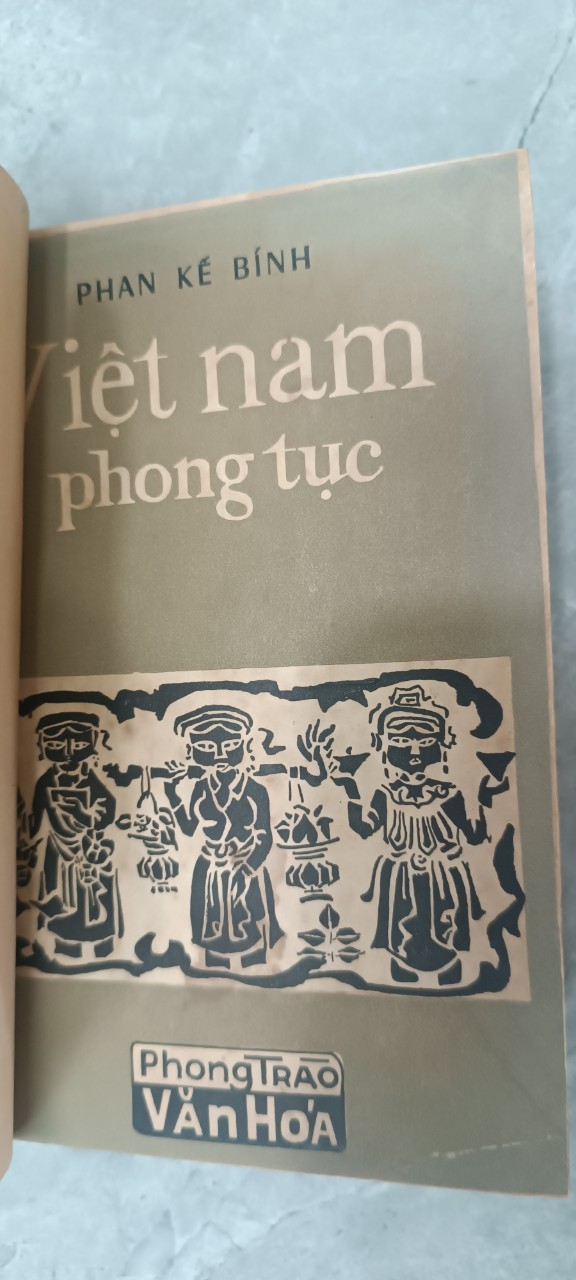 PHAN KẾ BÍNH
Việt nam
phong tục
Phong TRÀO
VĂn HÓA